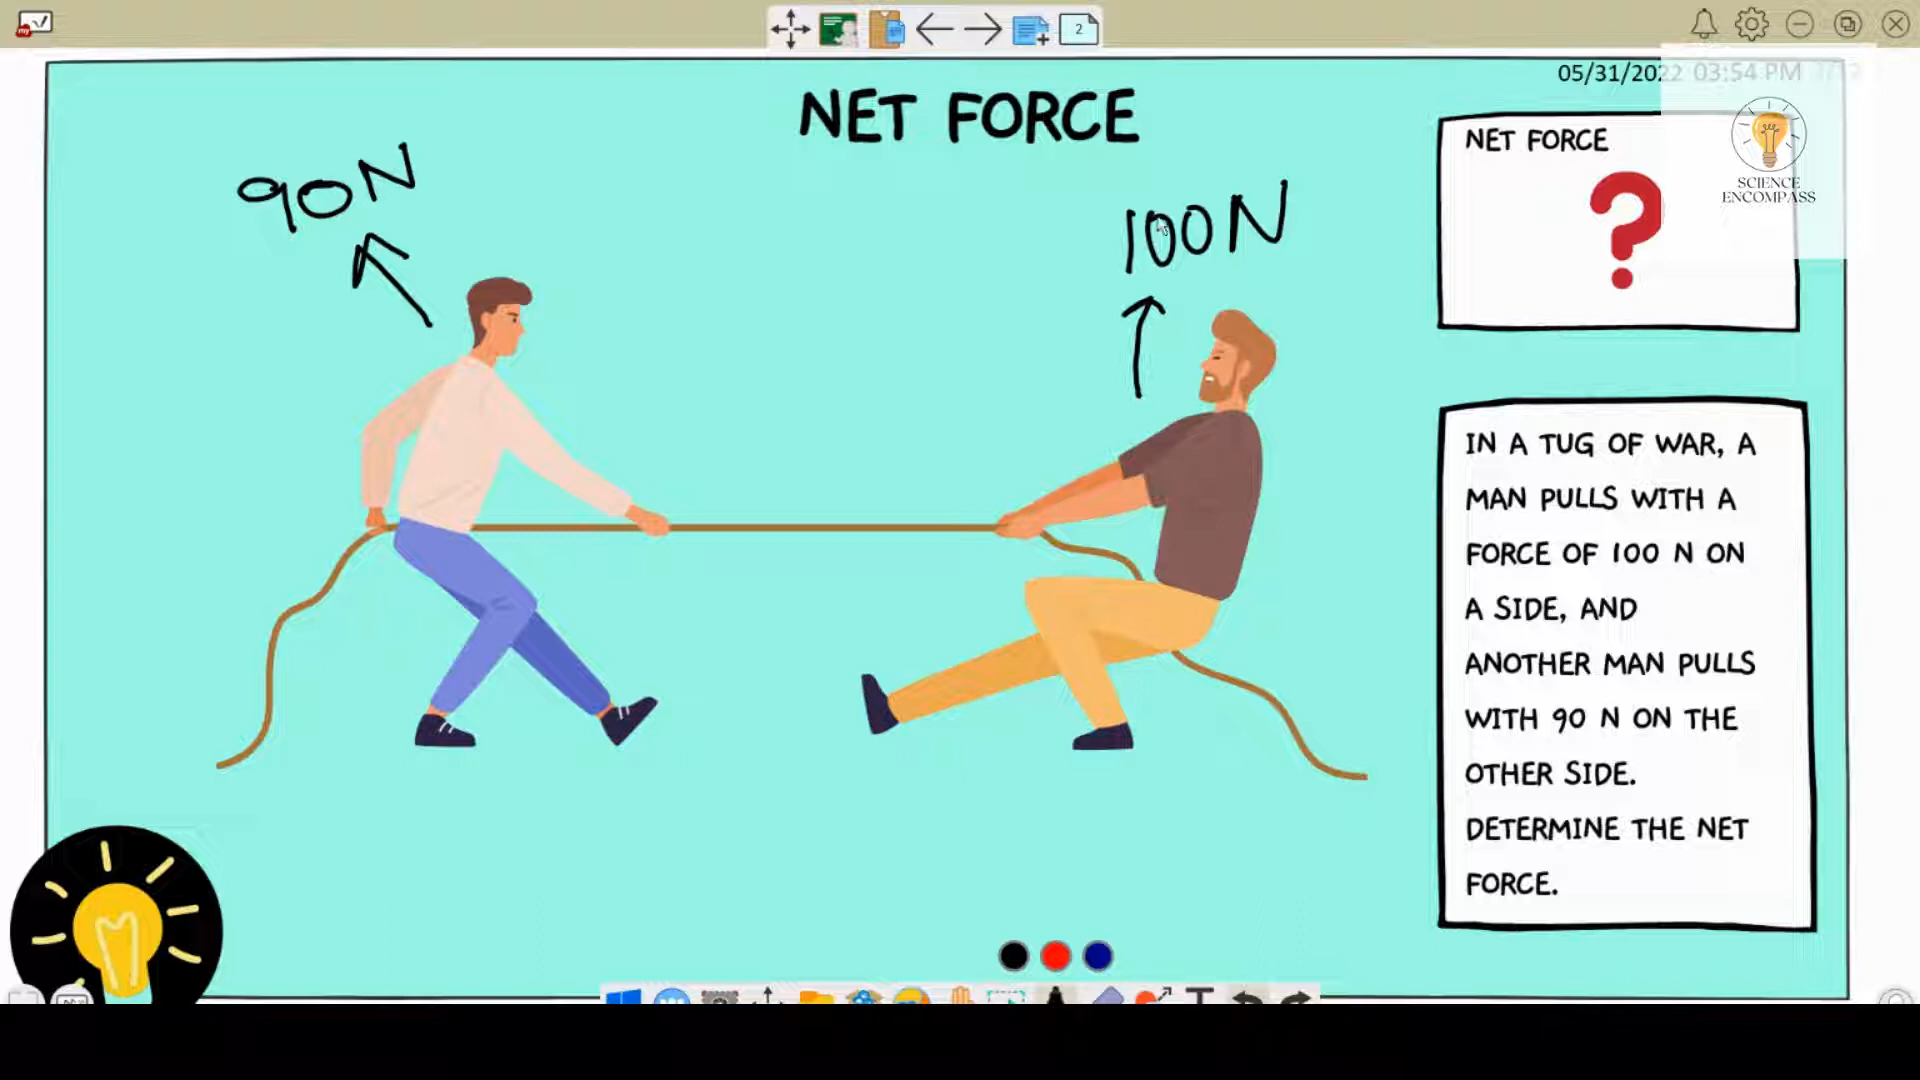 2
05/31/2022 03:54 PM
NET FORCE
90N
100N
NET FORCE
?
SCIENCE
ENCOMPASS
IN A TUG OF WAR, A
MAN PULLS WITH A
FORCE OF 100 N ON
A SIDE, AND
ANOTHER MAN PULLS
WITH 90 N ON THE
OTHER SIDE.
DETERMINE THE NET
FORCE.